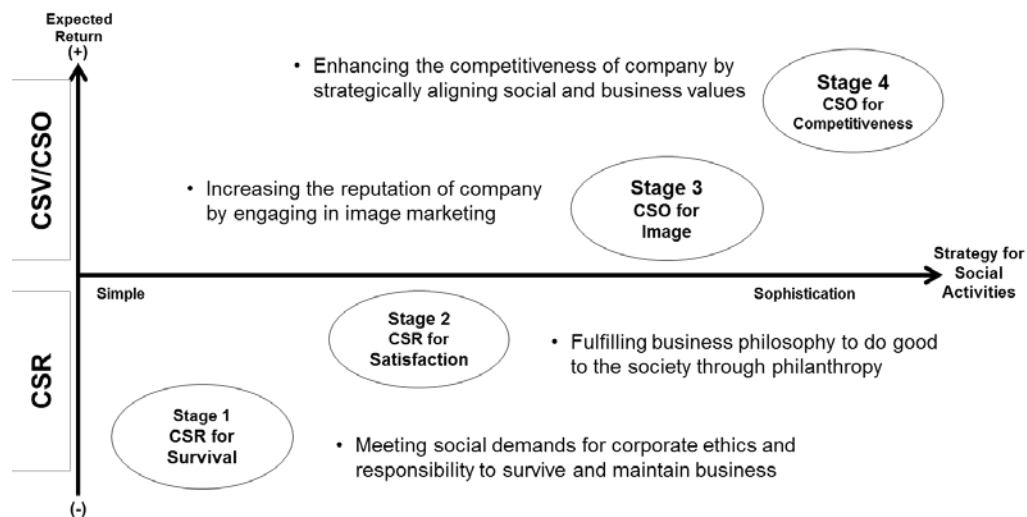 Expected
Return
(+)
• Enhancing the competitiveness of company by
strategically aligning social and business values
Stage 4
CSO for
Competitiveness
CSV/CSO
• Increasing the reputation of company
by engaging in image marketing
Stage 3
CSO for
Image
Strategy for
Social
Activities
Simple
Sophistication
CSR
Stage 2
CSR for
Satisfaction
• Fulfilling business philosophy to do good
to the society through philanthropy
Stage 1
CSR for
Survival
• Meeting social demands for corporate ethics and
responsibility to survive and maintain business
(-)